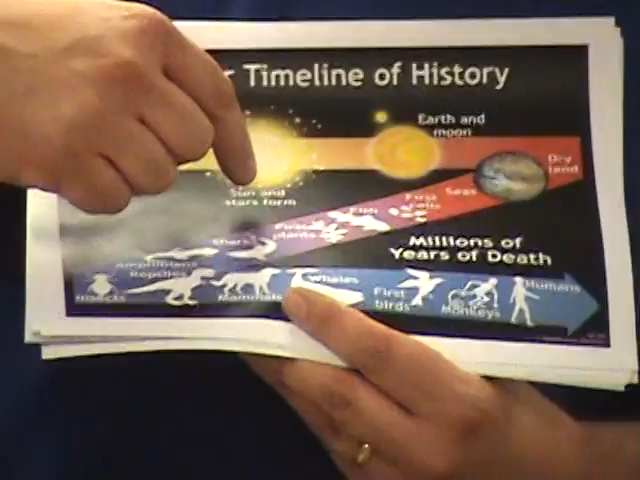 r Timeline of History
Earth and
moon
Sun and
stars form
Dry
land
Seas
First
cells
Fish
First
plants
Sharks
Amphibians
Millions of
Years of Death
Reptiles
Insects
Mammals
Whales
First
birds
Monkeys
Humans